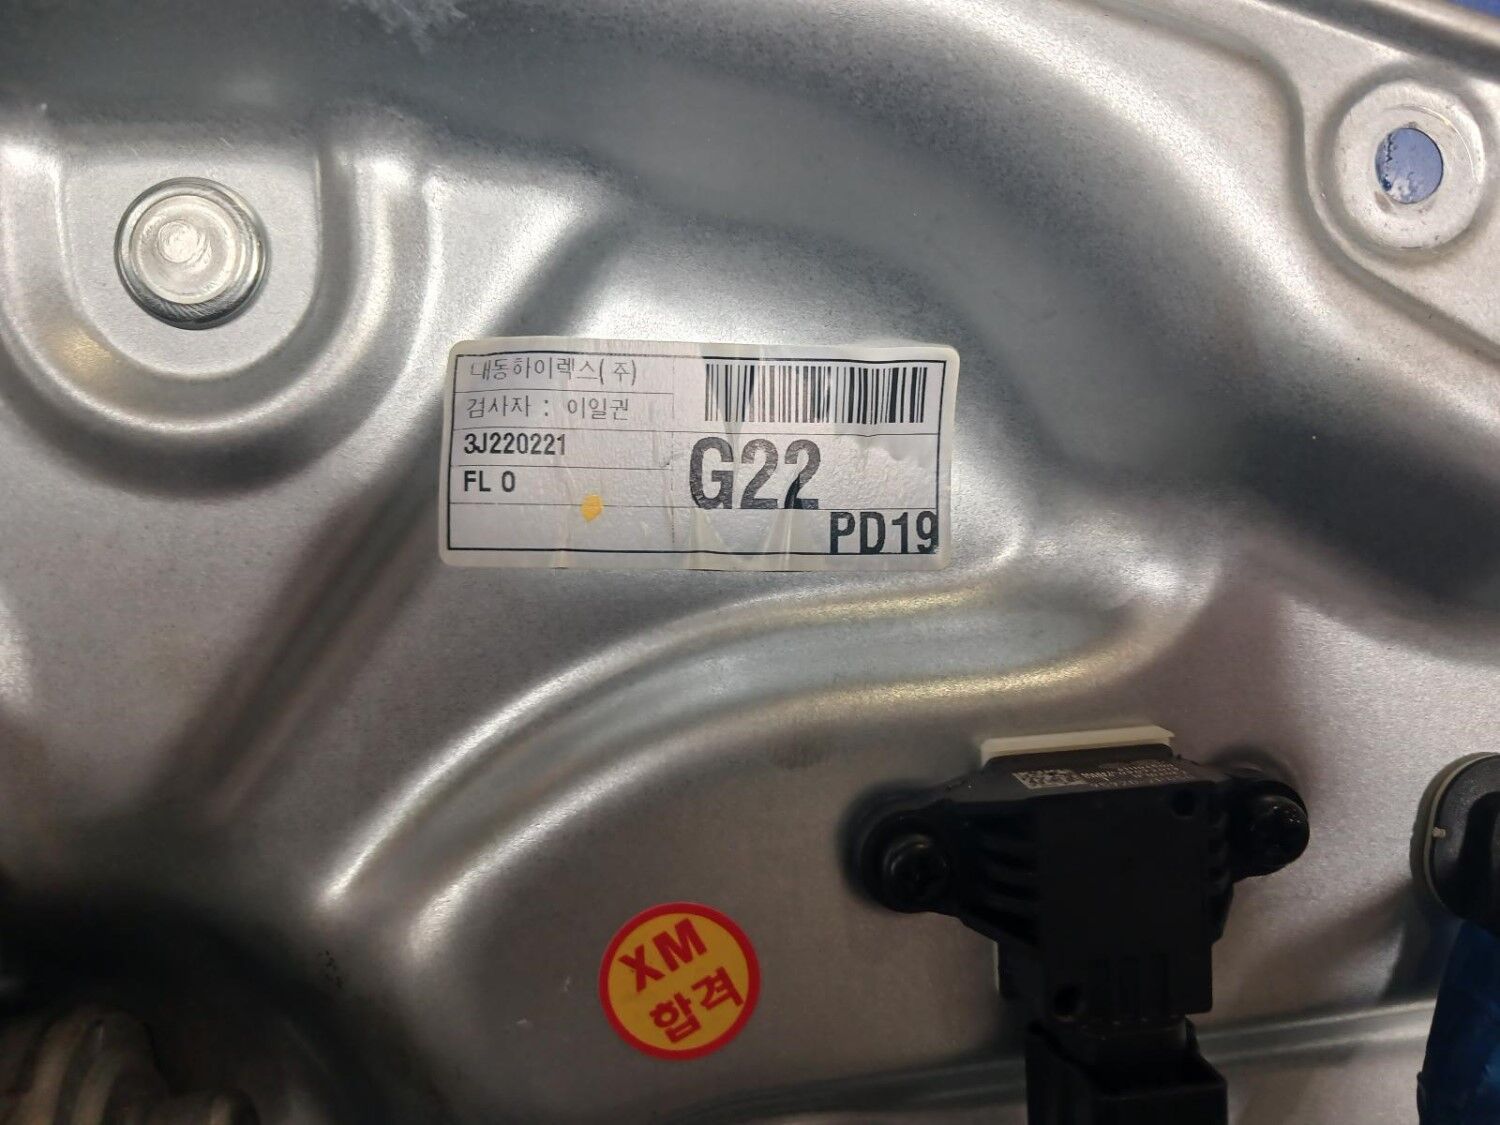 내동하이렉스(주)
검사자 : 이일권
3J220221
FL 0
G22
PD19
XM
합격